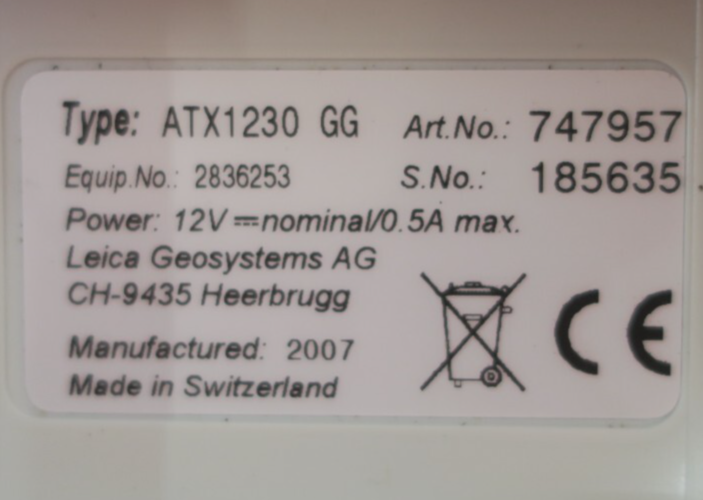 Type: ATX1230 GG Art.No.: 747957
Equip.No.: 2836253 S.No.: 185635
Power: 12V⎓nominal/0.5A max.
Leica Geosystems AG
CH-9435 Heerbrugg
Manufactured: 2007
Made in Switzerland
CE